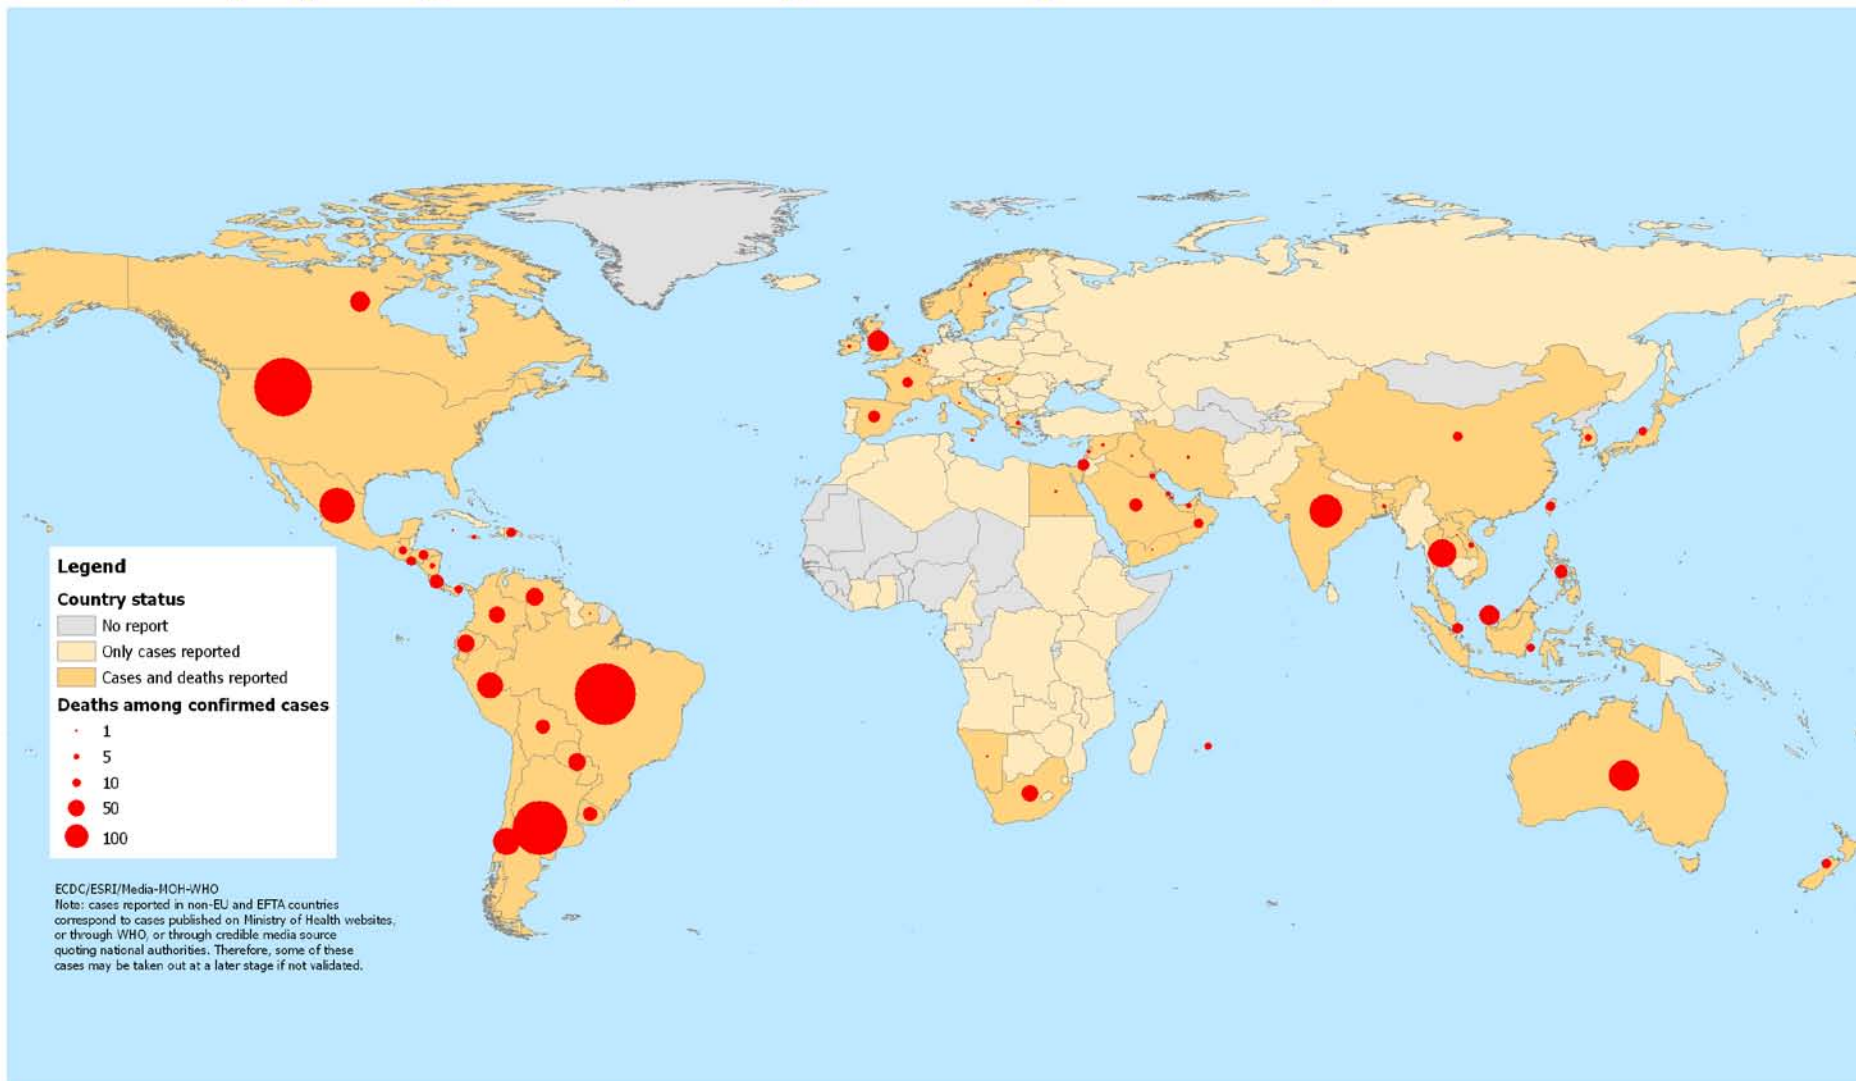 Legend
Country status
No report
Only cases reported
Cases and deaths reported
Deaths among confirmed cases
1
5
10
50
100
ECDC/ESRI/Media-MOH-WHO
Note: cases reported in non-EU and EFTA countries
correspond to cases published on Ministry of Health websites,
or through WHO, or through credible media source
quoting national authorities. Therefore, some of these
cases may be taken out at a later stage if not validated.